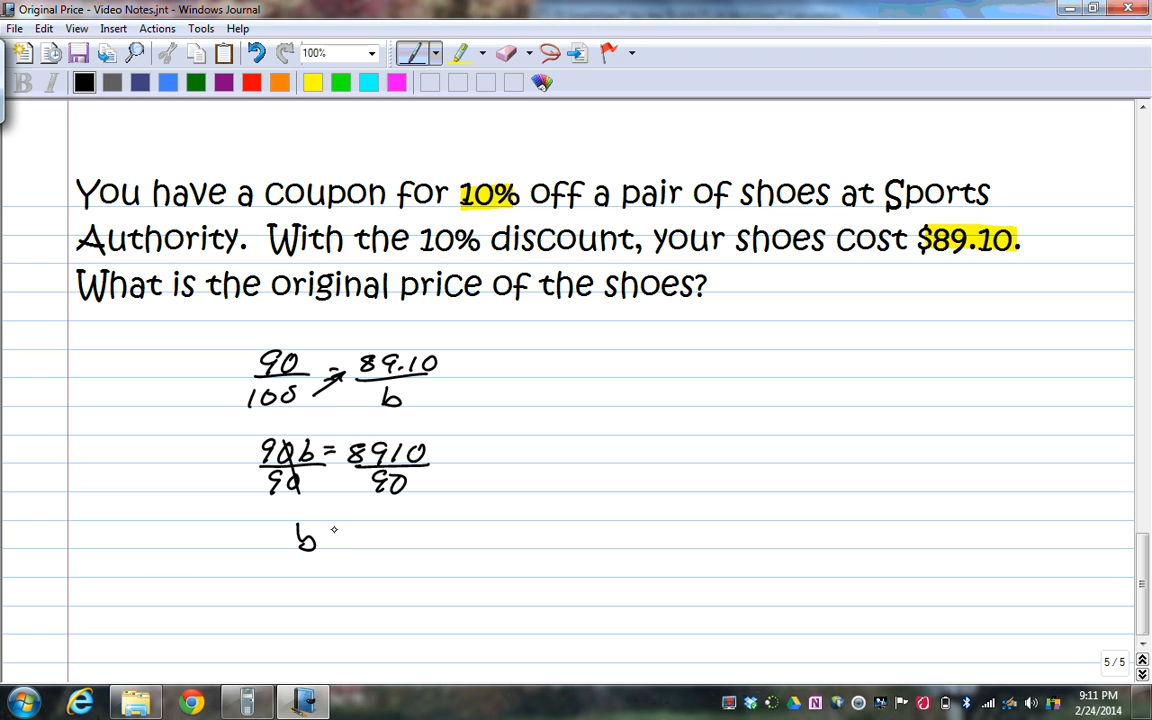 Original Price - Video Notes.jnt - Windows Journal
File Edit View Insert Actions Tools Help
100%
B I
You have a coupon for 10% off a pair of shoes at Sports
Authority. With the 10% discount, your shoes cost $89.10.
What is the original price of the shoes?
90 = 89.10
100 b
90b = 8910
90 90
b
5 / 5
9:11 PM
2/24/2014